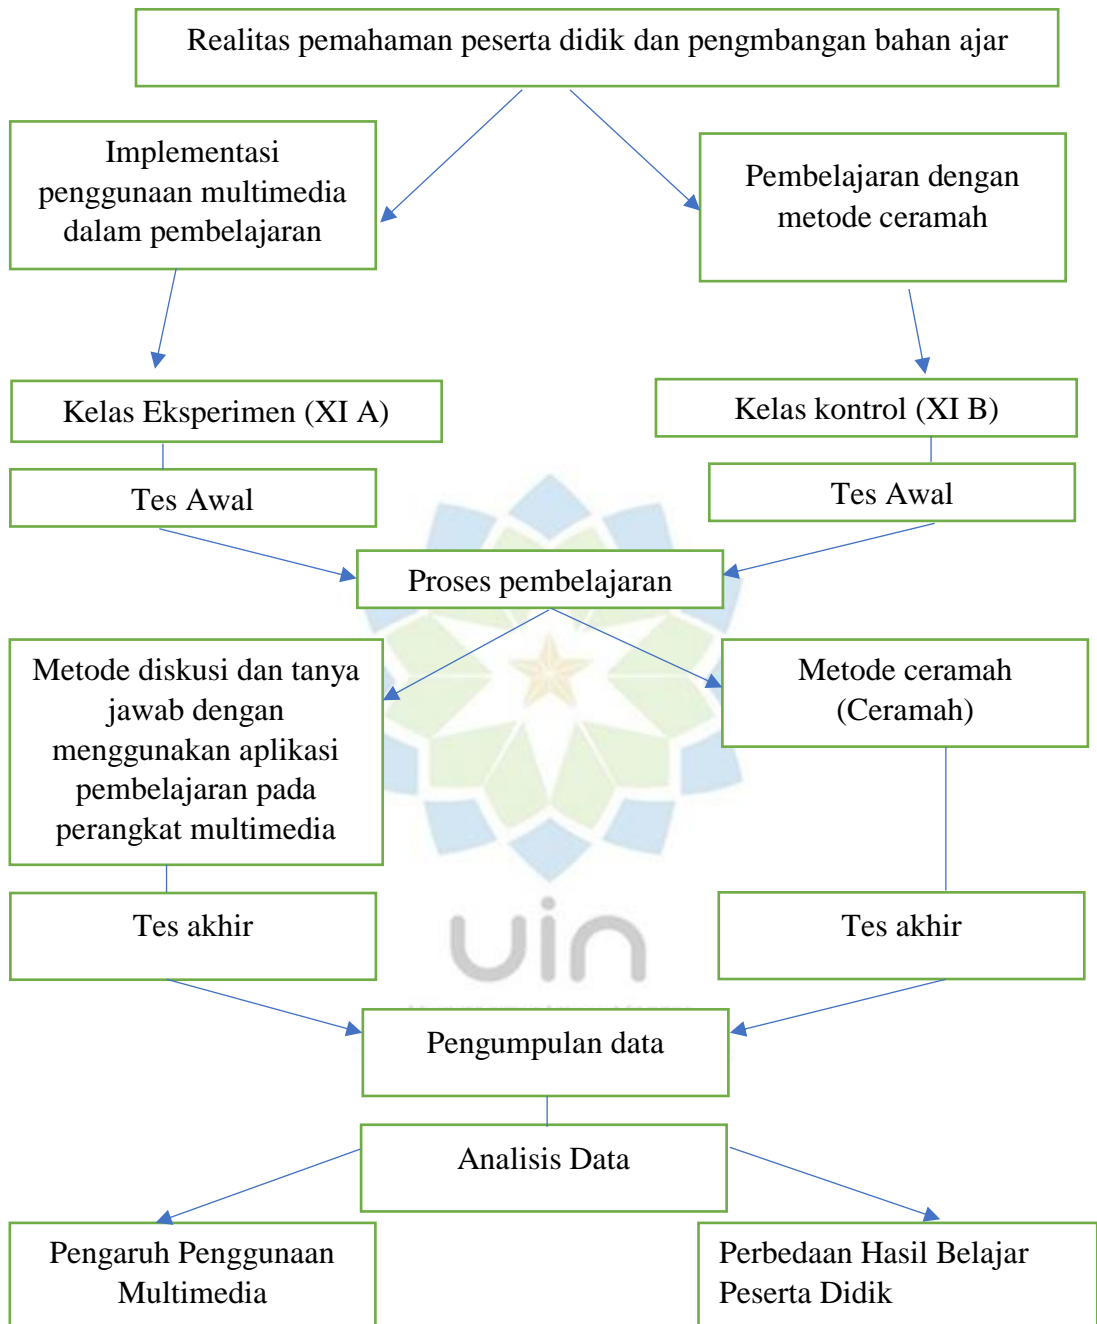 Realitas pemahaman peserta didik dan pengmbangan bahan ajar
Implementasi
penggunaan multimedia
dalam pembelajaran
Pembelajaran dengan
metode ceramah
Kelas Eksperimen (XI A)
Kelas kontrol (XI B)
Tes Awal
Tes Awal
Proses pembelajaran
Metode diskusi dan tanya
jawab dengan
menggunakan aplikasi
pembelajaran pada
perangkat multimedia
Metode ceramah
(Ceramah)
Tes akhir
Tes akhir
uin
Pengumpulan data
Analisis Data
Pengaruh Penggunaan
Multimedia
Perbedaan Hasil Belajar
Peserta Didik